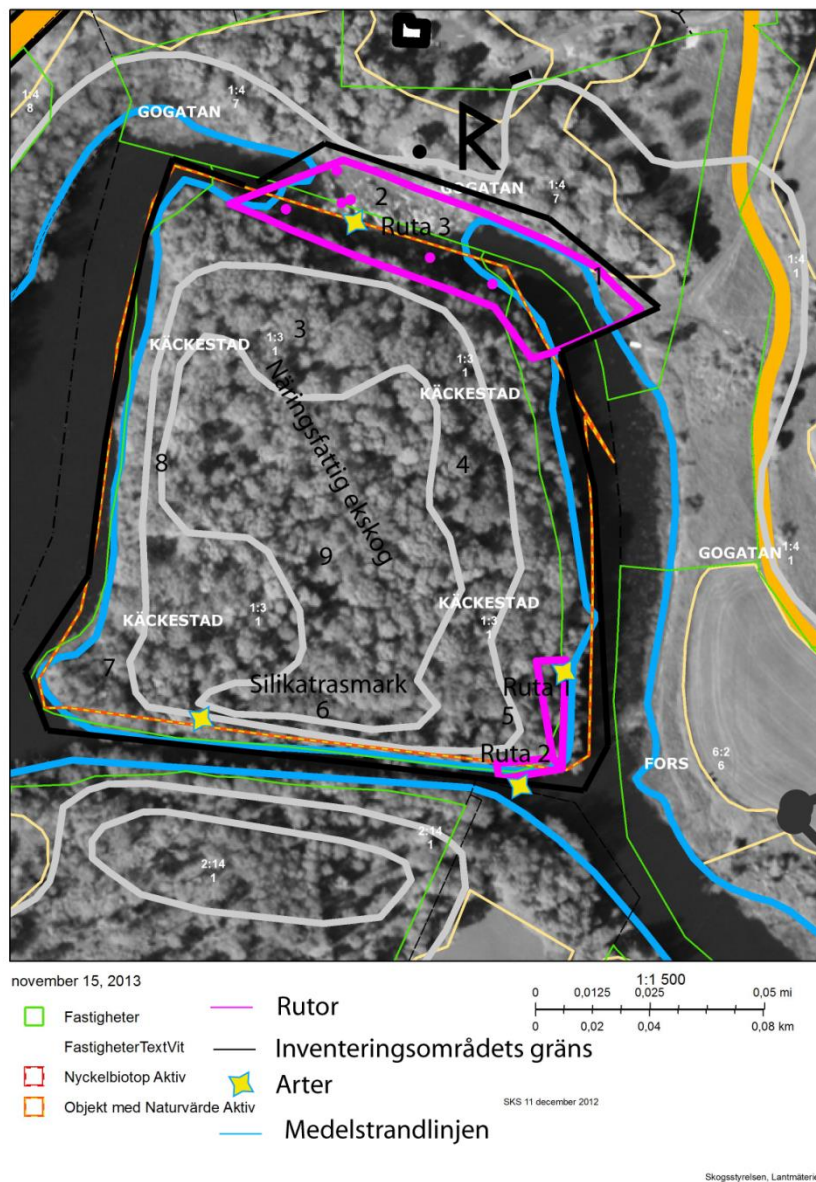 1:4
8
1:4
7
GOGATAN
R
GOGATAN
1:4
7
2
Ruta 3
1
1:4
1
3
1:3
1
KÄCKESTAD
1:3
1
KÄCKESTAD
Näringsfattig ekskog
8
4
9
GOGATAN
1:4
1
KÄCKESTAD
1:3
1
KÄCKESTAD
1:3
1
7
Silikatrasmark
6
Ruta 1
5
Ruta 2
FORS
6:2
6
2:14
1
2:14
1
november 15, 2013
Fastigheter
FastigheterTextVit
Nyckelbiotop Aktiv
Objekt med Naturvärde Aktiv
Rutor
Inventeringsområdets gräns
Arter
Medelstrandlinjen
1:1 500
0 0,0125 0,025 0,05 mi
0 0,02 0,04 0,08 km
SKS 11 december 2012
Skogsstyrelsen, Lantmäterie